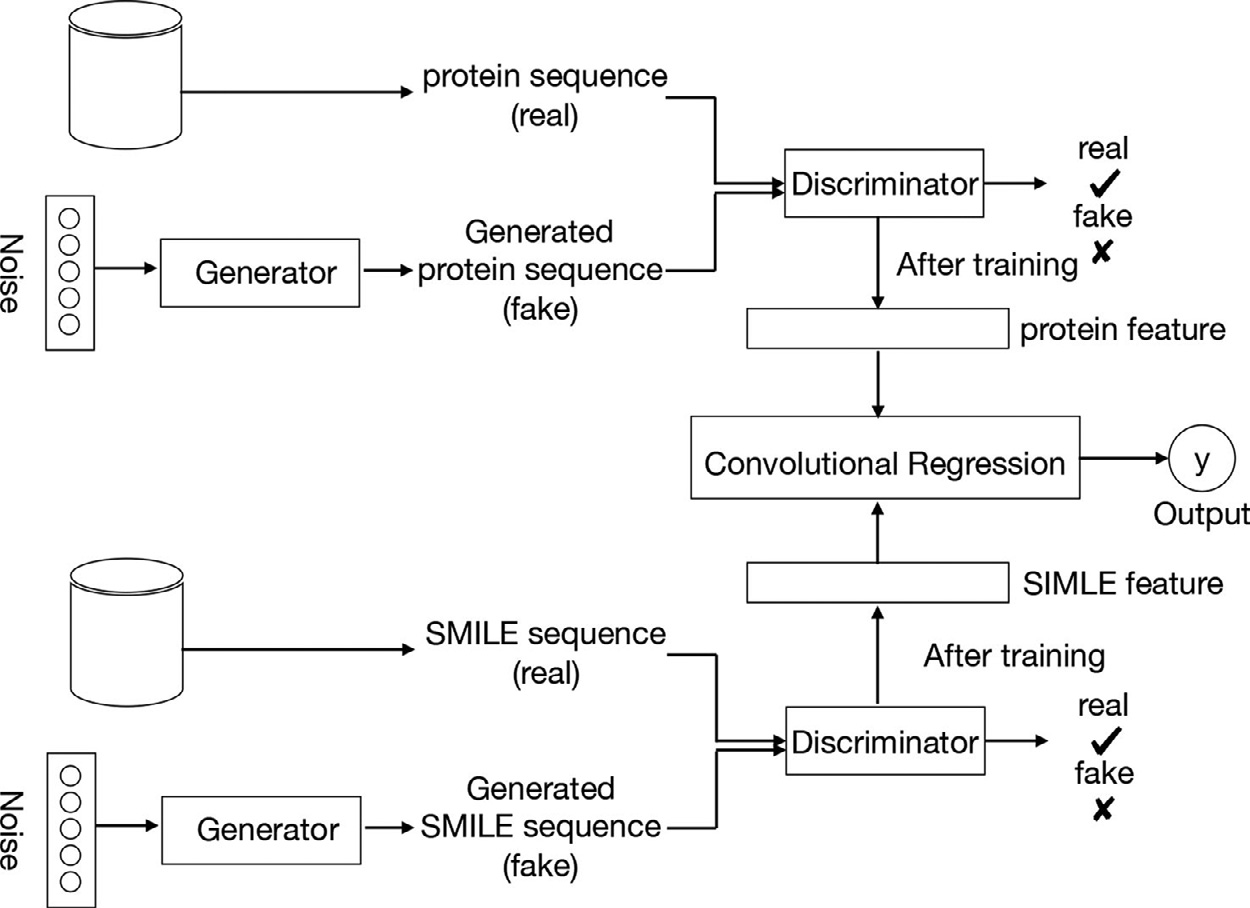 protein sequence
(real)
Discriminator
real
fake
Noise
Generator
Generated
protein sequence
(fake)
After training
protein feature
Convolutional Regression
y
Output
SIMLE feature
After training
SMILE sequence
(real)
Discriminator
real
fake
Noise
Generator
Generated
SMILE sequence
(fake)